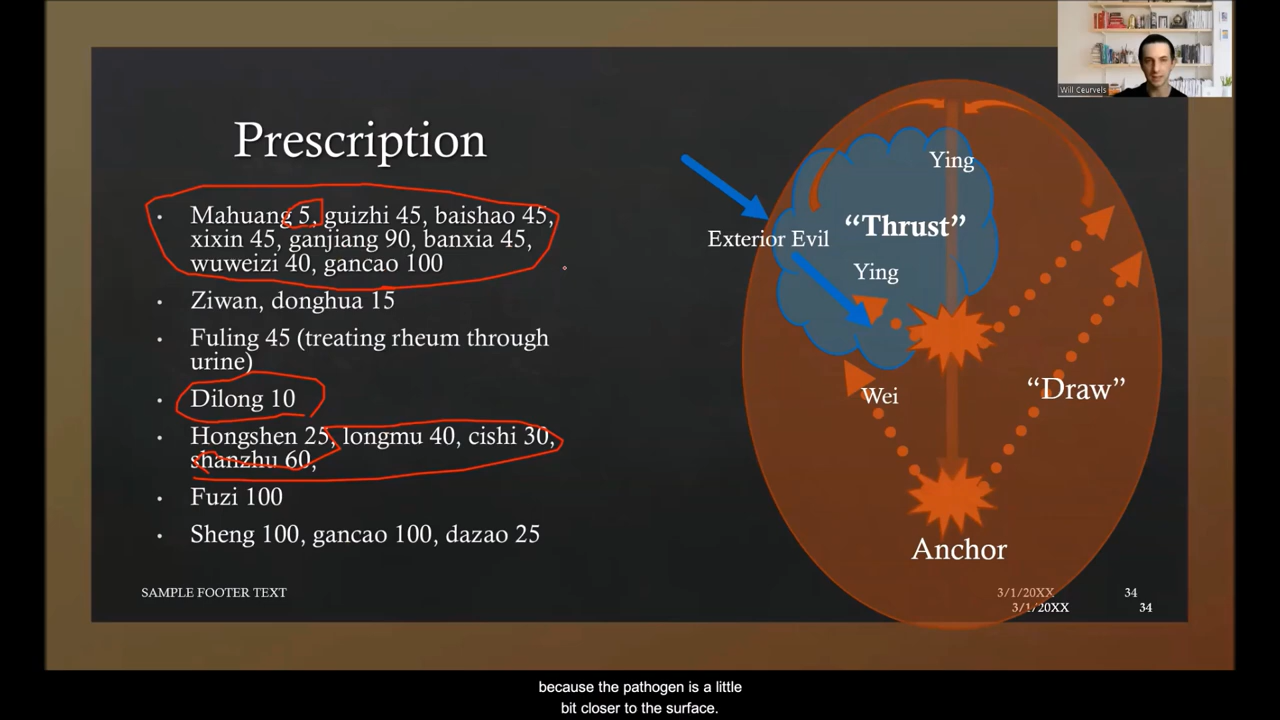 Will Ceurvels
Prescription
Mahuang 5, guizhi 45, baishao 45,
xixin 45, ganjiang 90, banxia 45,
wuweizi 40, gancao 100
Ziwan, donghua 15
Fuling 45 (treating rheum through
urine)
Dilong 10
Hongshen 25, longmu 40, cishi 30,
shanzhu 60,
Fuzi 100
Sheng 100, gancao 100, dazao 25
Ying
"Thrust"
Exterior Evil
Ying
Wei
"Draw"
Anchor
SAMPLE FOOTER TEXT
3/1/20XX 34
3/1/20XX 34
because the pathogen is a little
bit closer to the surface.